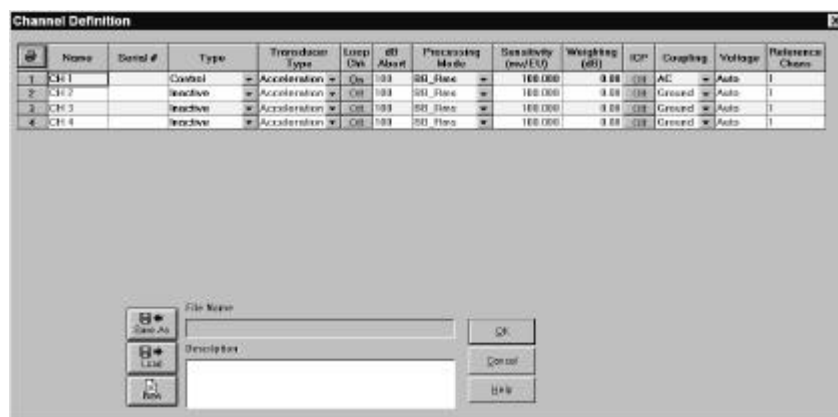 Channel Definition
Name Serial # Type Transducer Type Loop Chk dB Abort Processing Mode Sensitivity (mv/EU) Weighting (dB) ICP Coupling Voltage Reference Chans
1 CH 1 Control Acceleration On 100 BB_Rms 100.000 0.00 Off AC Auto 1
2 CH 2 Inactive Acceleration Off 100 BB_Rms 100.000 0.00 Off Ground Auto 1
3 CH 3 Inactive Acceleration Off 100 BB_Rms 100.000 0.00 Off Ground Auto 1
4 CH 4 Inactive Acceleration Off 100 BB_Rms 100.000 0.00 Off Ground Auto 1
File Name
Save As
OK
Description
Load
Cancel
New
Help